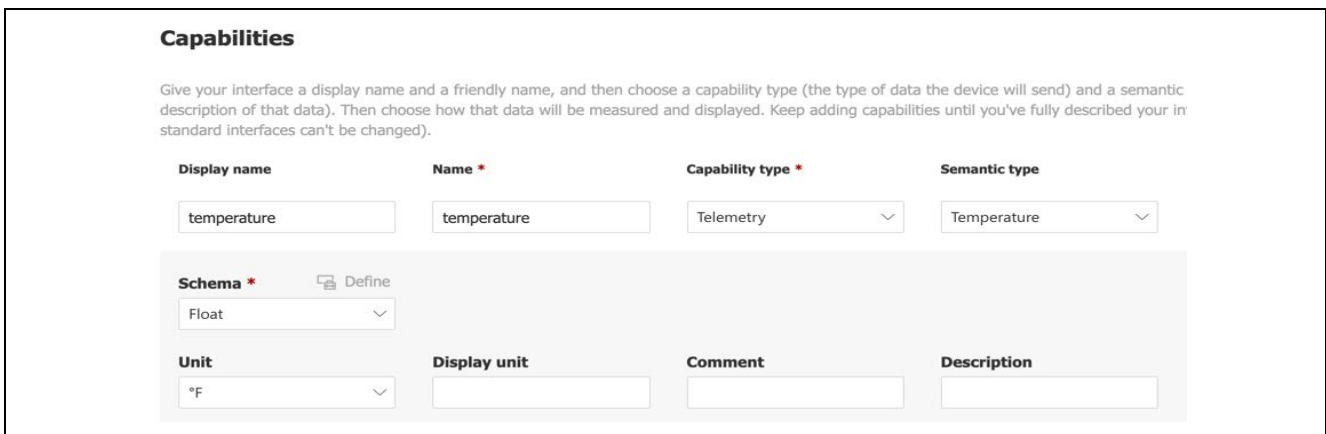 Capabilities
Give your interface a display name and a friendly name, and then choose a capability type (the type of data the device will send) and a semantic
description of that data). Then choose how that data will be measured and displayed. Keep adding capabilities until you've fully described your in
standard interfaces can't be changed).
Display name Name * Capability type * Semantic type
temperature temperature Telemetry Temperature
Schema * Define
Float
Unit Display unit Comment Description
°F